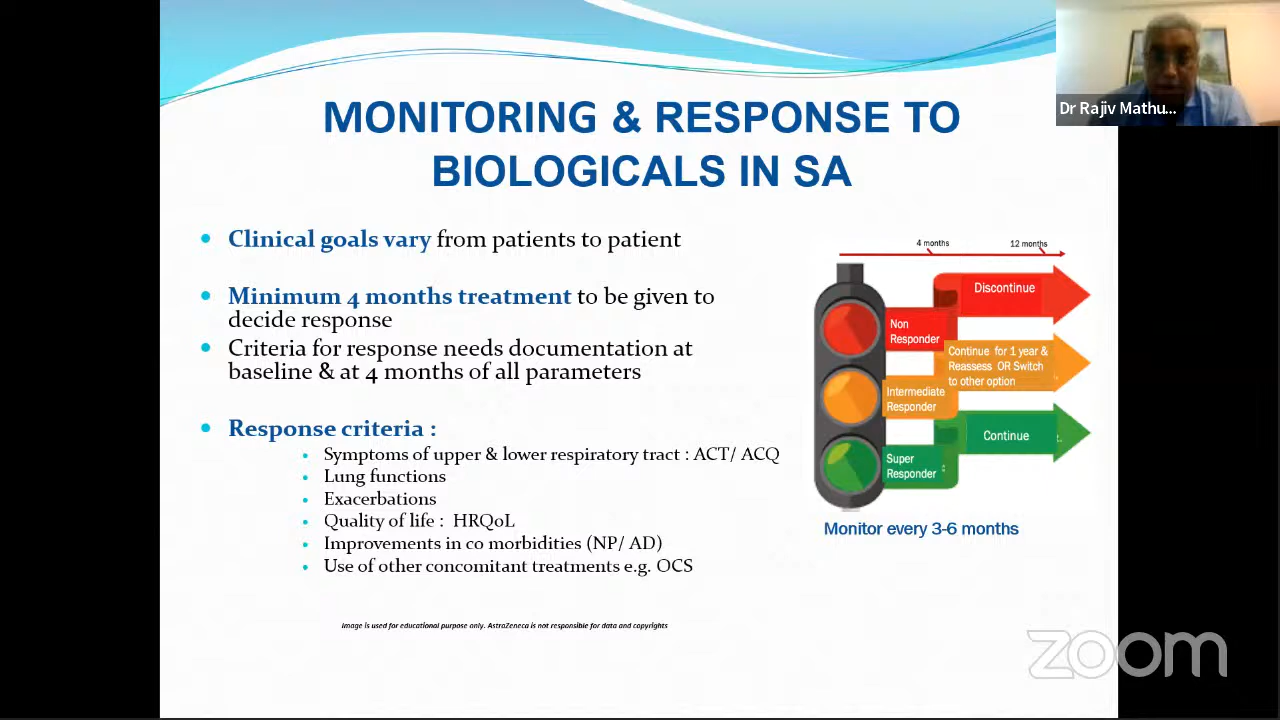 Dr Rajiv Mathu...
MONITORING & RESPONSE TO
BIOLOGICALS IN SA
• Clinical goals vary from patients to patient
• Minimum 4 months treatment to be given to
decide response
• Criteria for response needs documentation at
baseline & at 4 months of all parameters
• Response criteria :
• Symptoms of upper & lower respiratory tract : ACT/ ACQ
• Lung functions
• Exacerbations
• Quality of life : HRQoL
• Improvements in co morbidities (NP/ AD)
• Use of other concomitant treatments e.g. OCS
4 months
12 months
Discontinue
Non
Responder
Continue for 1 year &
Reassess OR Switch
to other option
Intermediate
Responder
Continue
Super
Responder
Monitor every 3-6 months
Image is used for educational purpose only. AstraZeneca is not responsible for data and copyrights
zoom